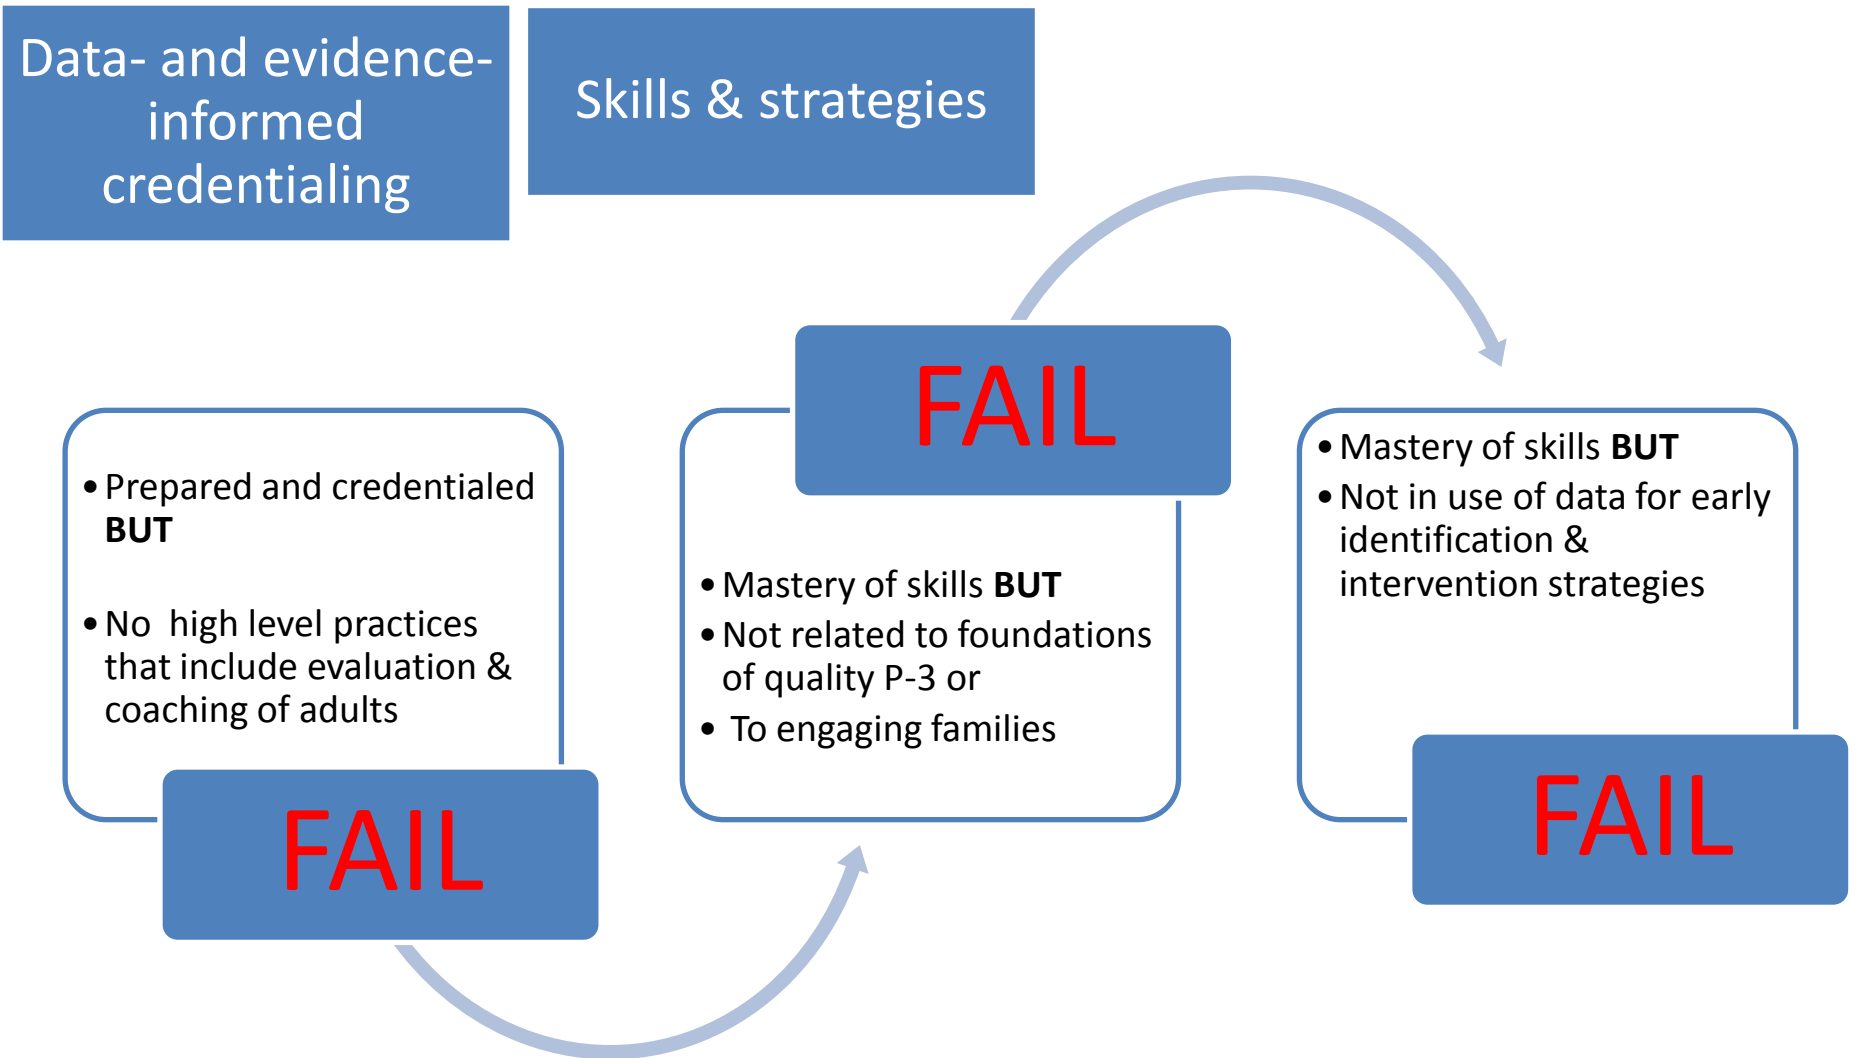 Data- and evidence-
informed
credentialing
Skills & strategies
•Prepared and credentialed
BUT
•No  high level practices
that include evaluation &
coaching of adults
FAIL
FAIL
•Mastery of skills BUT
•Not related to foundations
of quality P-3 or
• To engaging families
•Mastery of skills BUT
•Not in use of data for early
identification &
intervention strategies
FAIL